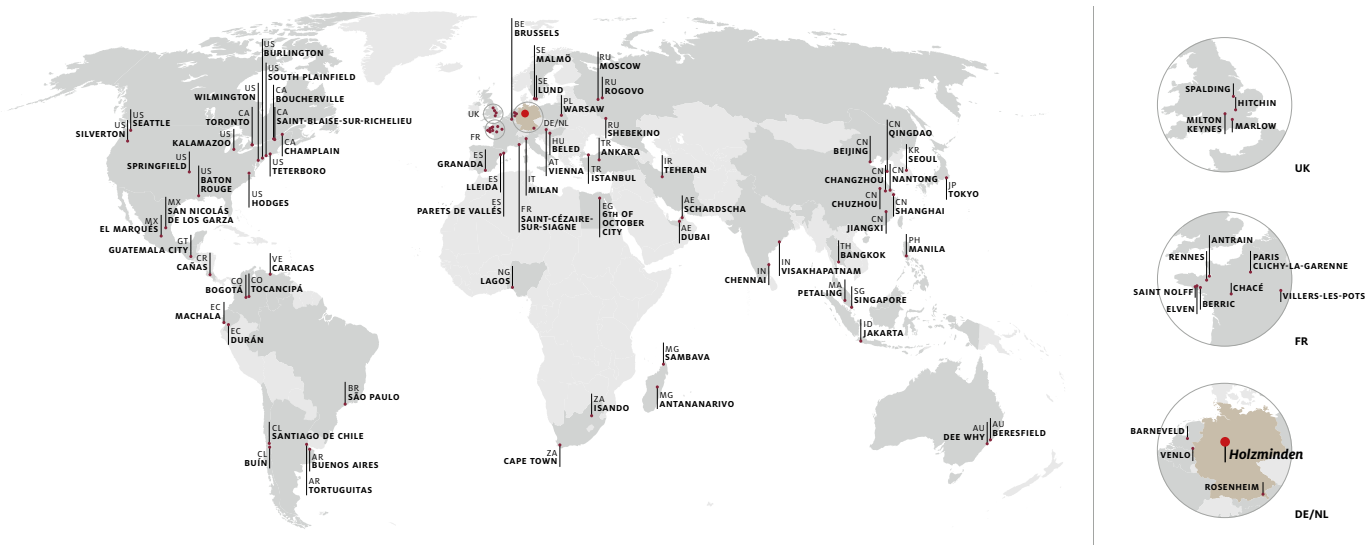 BE
BRUSSELS
US
BURLINGTON
SE
MALMÖ
RU
MOSCOW
US
SOUTH PLAINFIELD
US
WILMINGTON
CA
BOUCHERVILLE
SE
LUND
RU
ROGOVO
PL
WARSAW
US
SEATTLE
US
SILVERTON
CA
TORONTO
CA
SAINT-BLAISE-SUR-RICHELIEU
UK
DE/NL
FR
RU
SHEBEKINO
US
KALAMAZOO
CA
CHAMPLAIN
HU
BELED
TR
ANKARA
US
SPRINGFIELD
US
TETERBORO
ES
GRANADA
AT
VIENNA
TR
ISTANBUL
IR
TEHERAN
US
BATON
ROUGE
US
HODGES
ES
LLEIDA
IT
MILAN
CN
QINGDAO
CN
BEIJING
KR
SEOUL
CN
CHANGZHOU
CN
NANTONG
JP
TOKYO
CN
CHUZHOU
CN
SHANGHAI
CN
JIANGXI
MX
SAN NICOLÁS
DE LOS GARZA
MX
EL MARQUÉS
ES
PARETS DE VALLÈS
FR
SAINT-CÉZAIRE-
SUR-SIAGNE
EG
6TH OF
OCTOBER
CITY
AE
SCHARDSCHA
AE
DUBAI
GT
GUATEMALA CITY
CR
CAÑAS
VE
CARACAS
CO
BOGOTÁ
CO
TOCANCIPÁ
NG
LAGOS
IN
CHENNAI
IN
VISAKHAPATNAM
TH
BANGKOK
PH
MANILA
MA
PETALING
SG
SINGAPORE
EC
MACHALA
EC
DURÁN
ID
JAKARTA
MG
SAMBAVA
BR
SÃO PAULO
ZA
ISANDO
MG
ANTANANARIVO
CL
SANTIAGO DE CHILE
CL
BUÍN
AR
BUENOS AIRES
AR
TORTUGUITAS
ZA
CAPE TOWN
AU
DEE WHY
AU
BERESFIELD
SPALDING
HITCHIN
MILTON
KEYNES
MARLOW
UK
ANTRAIN
RENNES
PARIS
CLICHY-LA-GARENNE
SAINT NOLFF
CHACÉ
VILLERS-LES-POTS
ELVEN
BERRIC
FR
BARNEVELD
VENLO
Holzminden
ROSENHEIM
DE/NL